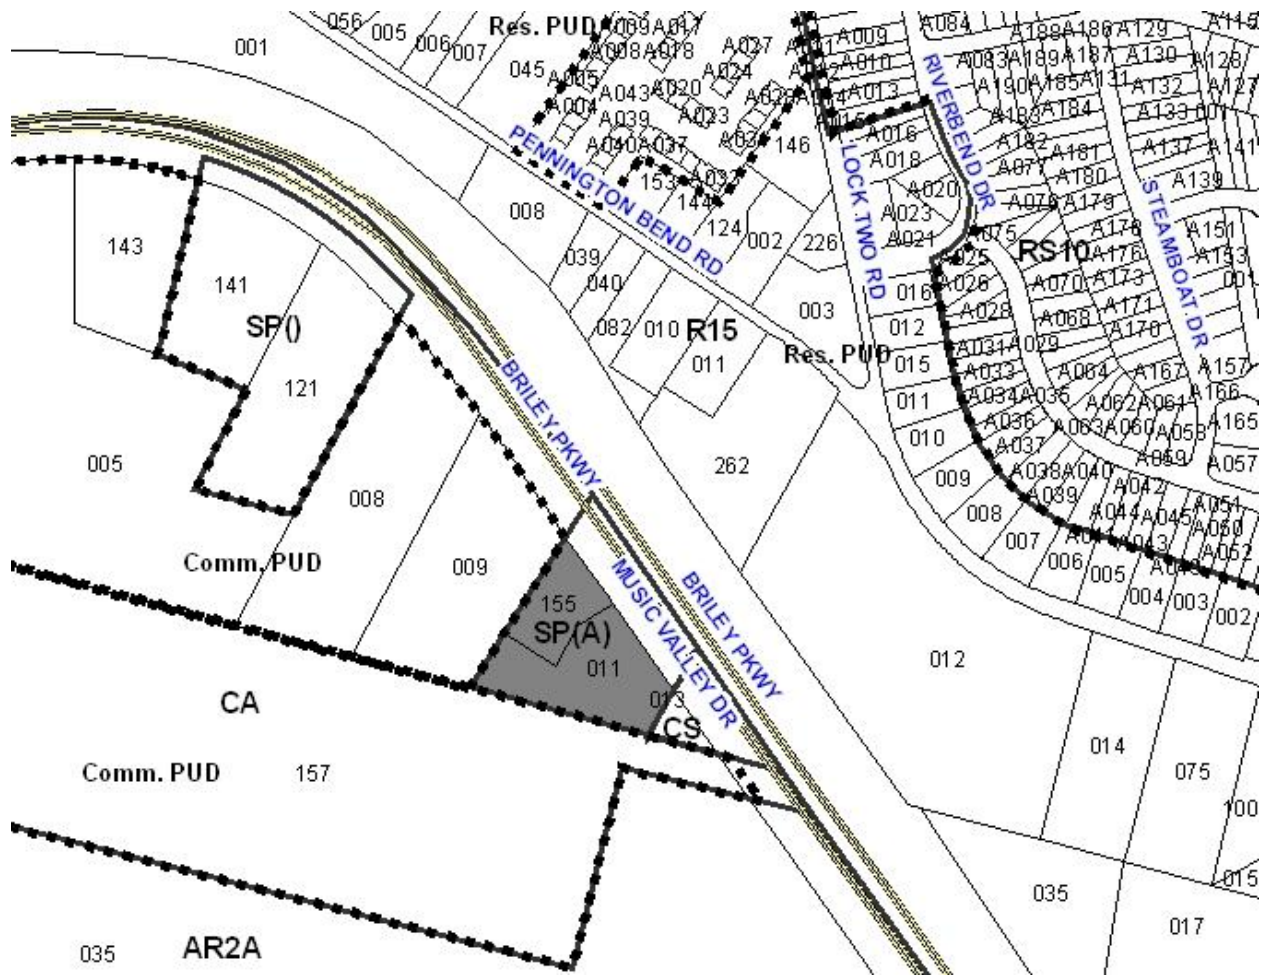 056
005
Res. PUD
A009
A017
A084
A188
A186
A129
A115
001
006
007
A008
A018
A027
A009
A083
A189
A187
A130
A128
045
A005
A024
A010
A190
A185
A131
A132
A127
A004
A043
A020
A013
A184
A133
A039
A023
A016
A183
A182
A137
A141
A040
A037
146
A018
A077
A181
A180
A139
153
A020
A179
144
008
124
002
226
A023
A021
A178
A151
PENNINGTON BEND RD
LOCK TWO RD
RIVERBEND DR
STEAMBOAT DR
143
141
039
040
RS10
A176
A153
A026
A070
A173
016
A028
A171
SP()
082
010
R15
003
012
A068
A170
011
Res. PUD
015
A031
A029
A033
A064
A167
A157
121
011
A034
A035
A062
A061
A166
A165
010
A036
A063
A060
A037
A059
A057
005
008
262
009
A038
A040
A039
A042
BRILEY PKWY
008
A044
A045
A051
A050
007
A043
A052
Comm. PUD
009
006
005
004
003
002
MUSIC VALLEY DR
BRILEY PKWY
155
SP(A)
011
012
013
CS
CA
Comm. PUD
157
014
075
100
015
035
017
035
AR2A